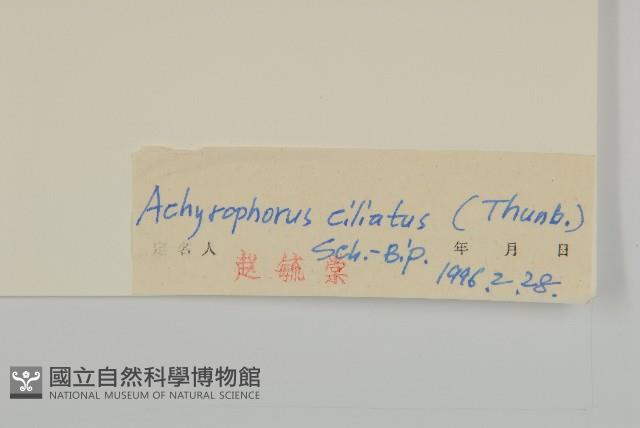 Achyrophorus ciliatus (Thunb.)
Sch.-Bip.
定名人 赵毓棠 年 月 日
1996.2.28.
國立自然科學博物館
NATIONAL MUSEUM OF NATURAL SCIENCE